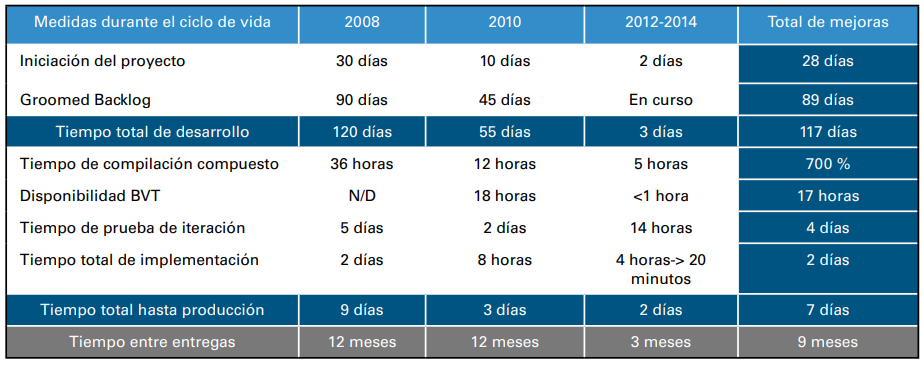 Medidas durante el ciclo de vida 2008 2010 2012-2014 Total de mejoras
Iniciación del proyecto 30 días 10 días 2 días 28 días
Groomed Backlog 90 días 45 días En curso 89 días
Tiempo total de desarrollo 120 días 55 días 3 días 117 días
Tiempo de compilación compuesto 36 horas 12 horas 5 horas 700 %
Disponibilidad BVT N/D 18 horas <1 hora 17 horas
Tiempo de prueba de iteración 5 días 2 días 14 horas 4 días
Tiempo total de implementación 2 días 8 horas 4 horas-> 20 2 días
minutos
Tiempo total hasta producción 9 días 3 días 2 días 7 días
Tiempo entre entregas 12 meses 12 meses 3 meses 9 meses